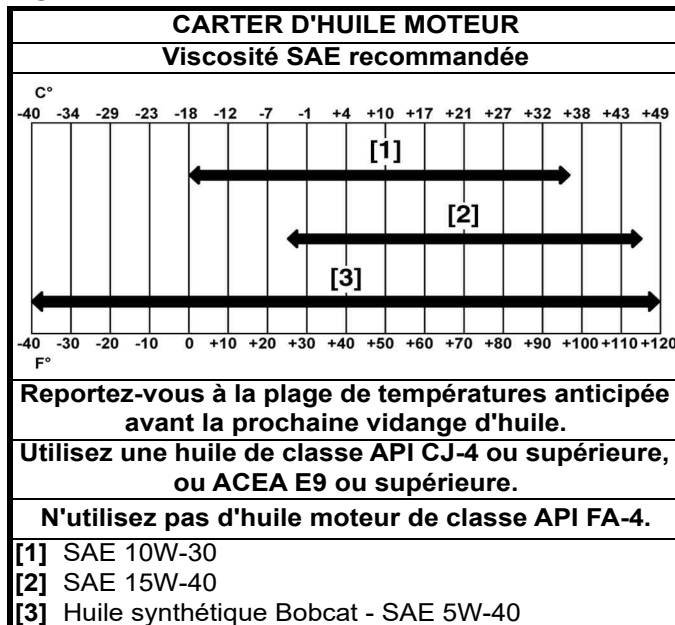 CARTER D'HUILE MOTEUR
Viscosité SAE recommandée
C°
-40 -34 -29 -23 -18 -12 -7 -1 +4 +10 +17 +21 +27 +32 +38 +43 +49
[1]
[2]
[3]
-40 -30 -20 -10 0 +10 +20 +30 +40 +50 +60 +70 +80 +90 +100 +110 +120
F°
Reportez-vous à la plage de températures anticipée
avant la prochaine vidange d'huile.
Utilisez une huile de classe API CJ-4 ou supérieure,
ou ACEA E9 ou supérieure.
N'utilisez pas d'huile moteur de classe API FA-4.
[1] SAE 10W-30
[2] SAE 15W-40
[3] Huile synthétique Bobcat - SAE 5W-40